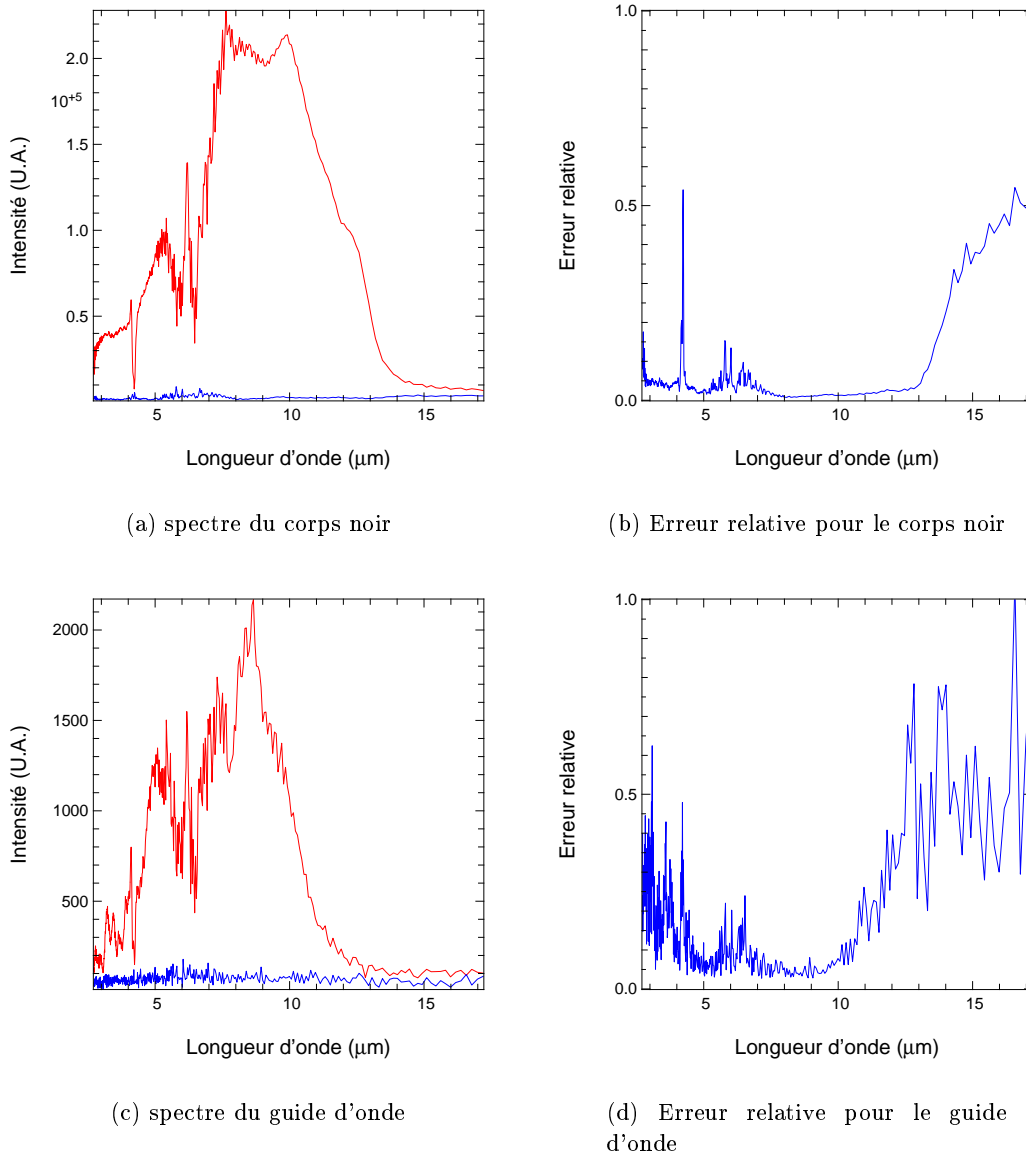 2.0
10+5
1.5
1.0
0.5
5
10
15
Intensité (U.A.)
Longueur d'onde (μm)
(a) spectre du corps noir
1.0
0.5
0.0
5
10
15
Erreur relative
Longueur d'onde (μm)
(b) Erreur relative pour le corps noir
2000
1500
1000
500
5
10
15
Intensité (U.A.)
Longueur d'onde (μm)
(c) spectre du guide d'onde
1.0
0.5
0.0
5
10
15
Erreur relative
Longueur d'onde (μm)
(d) Erreur relative pour le guide
d'onde